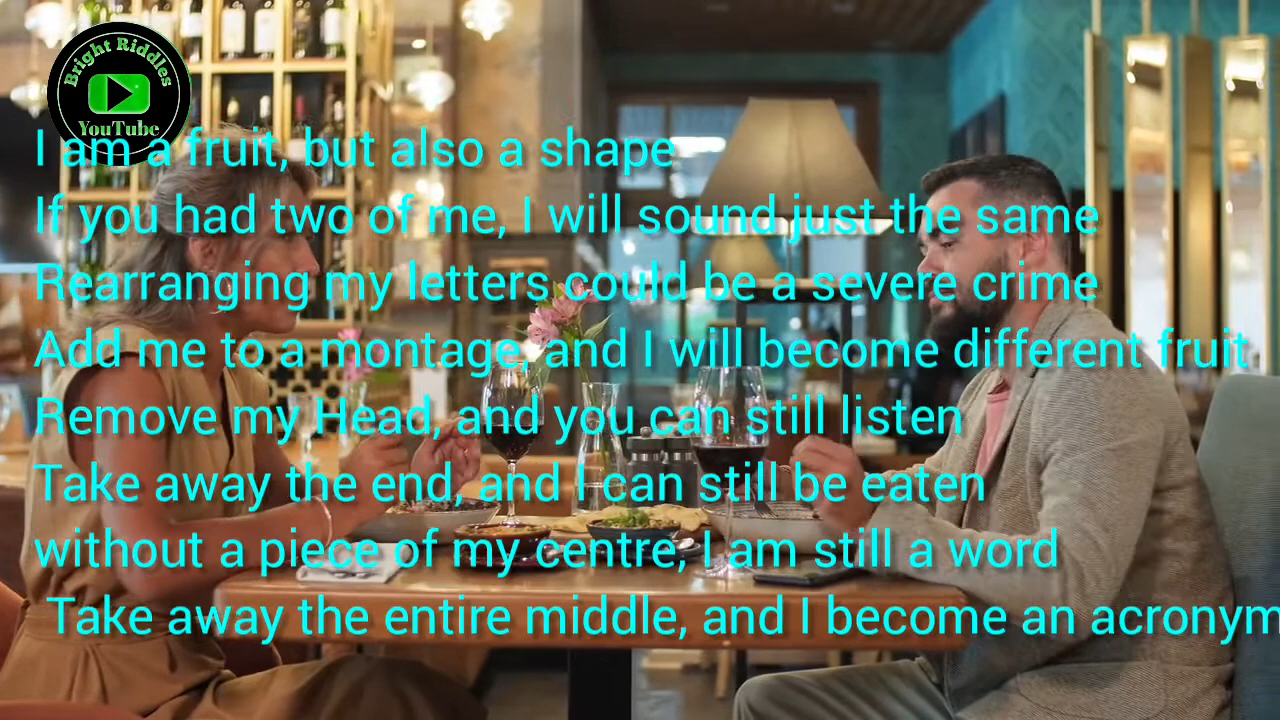 Bright Riddles
YouTube
I am a fruit, but also a shape
If you had two of me, I will sound just the same
Rearranging my letters could be a severe crime
Add me to a montage, and I will become different fruit
Remove my Head, and you can still listen
Take away the end, and I can still be eaten
without a piece of my centre, I am still a word
Take away the entire middle, and I become an acronym